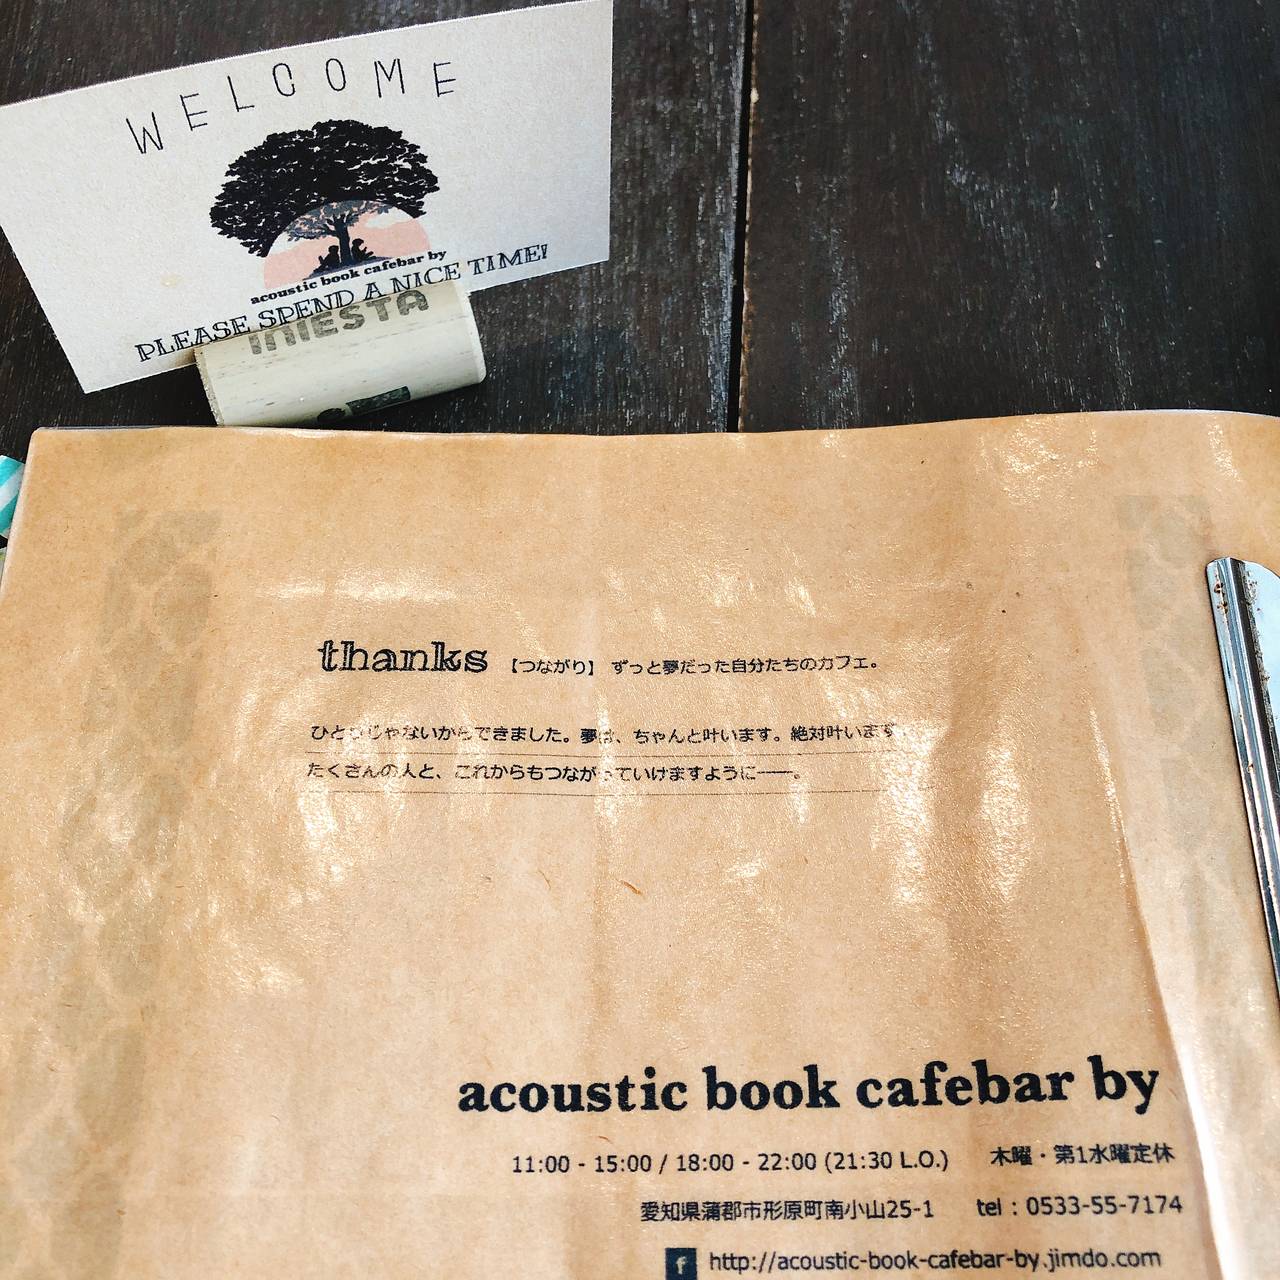 WELCOME
acoustic book cafebar by
PLEASE SPEND A NICE TIME!
INIESTA
thanks 【つながり】 ずっと夢だった自分たちのカフェ。
ひとりじゃないからできました。夢は、ちゃんと叶います。絶対叶います。
たくさんの人と、これからもつながっていけますように――。
acoustic book cafebar by
11:00 - 15:00 / 18:00 - 22:00 (21:30 L.O.) 木曜・第1水曜定休
愛知県蒲郡市形原町南小山25-1 tel : 0533-55-7174
f http://acoustic-book-cafebar-by.jimdo.com